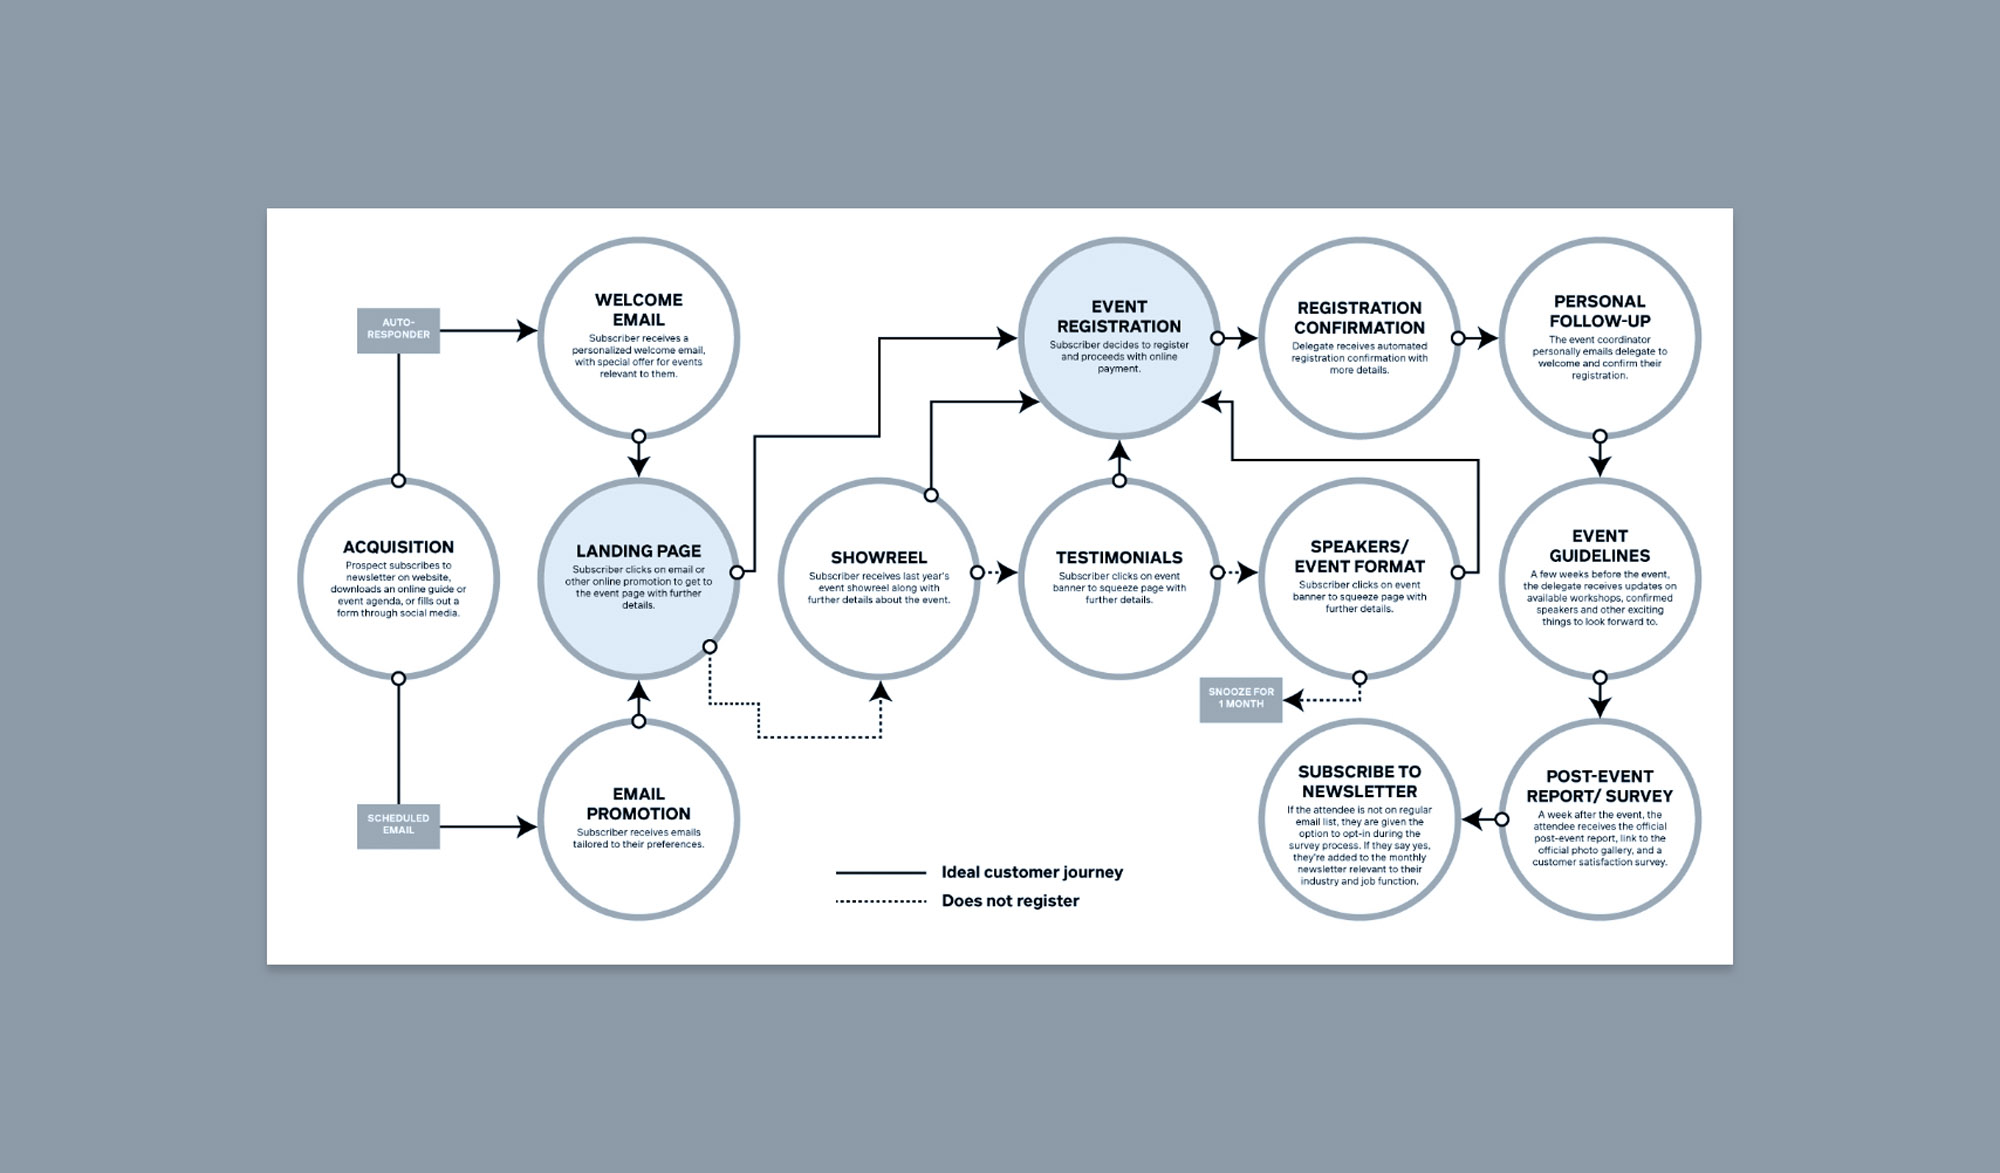 AUTO-
RESPONDER
WELCOME
EMAIL
Subscriber receives a
personalized welcome email,
with special offer for events
relevant to them.
EVENT
REGISTRATION
Subscriber decides to register
and proceeds with online
payment.
REGISTRATION
CONFIRMATION
Delegate receives automated
registration confirmation with
more details.
PERSONAL
FOLLOW-UP
The event coordinator
personally emails delegate to
welcome and confirm their
registration.
ACQUISITION
Prospect subscribes to
newsletter on website,
downloads an online guide or
event agenda, or fills out a
form through social media.
LANDING PAGE
Subscriber clicks on email or
other online promotion to get to
the event page with further
details.
SHOWREEL
Subscriber receives last year's
event showreel along with
further details about the event.
TESTIMONIALS
Subscriber clicks on event
banner to squeeze page with
further details.
SPEAKERS/
EVENT FORMAT
Subscriber clicks on event
banner to squeeze page with
further details.
EVENT
GUIDELINES
A few weeks before the event,
the delegate receives updates on
available workshops, confirmed
speakers and other exciting
things to look forward to.
SNOOZE FOR
1 MONTH
SCHEDULED
EMAIL
EMAIL
PROMOTION
Subscriber receives emails
tailored to their preferences.
SUBSCRIBE TO
NEWSLETTER
If the attendee is not on regular
email list, they are given the
option to opt-in during the
survey process. If they say yes,
they're added to the monthly
newsletter relevant to their
industry and job function.
POST-EVENT
REPORT/ SURVEY
A week after the event, the
attendee receives the official
post-event report, link to the
official photo gallery, and a
customer satisfaction survey.
Ideal customer journey
Does not register